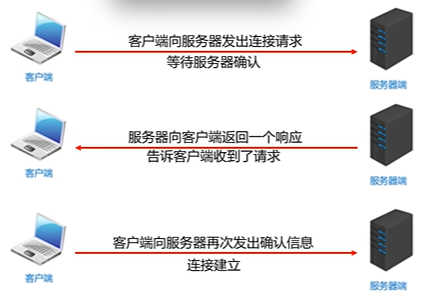 客户端向服务器发出连接请求
等待服务器确认
客户端
服务器端
服务器向客户端返回一个响应
告诉客户端收到了请求
客户端
服务器端
客户端向服务器再次发出确认信息
连接建立
客户端
服务器端